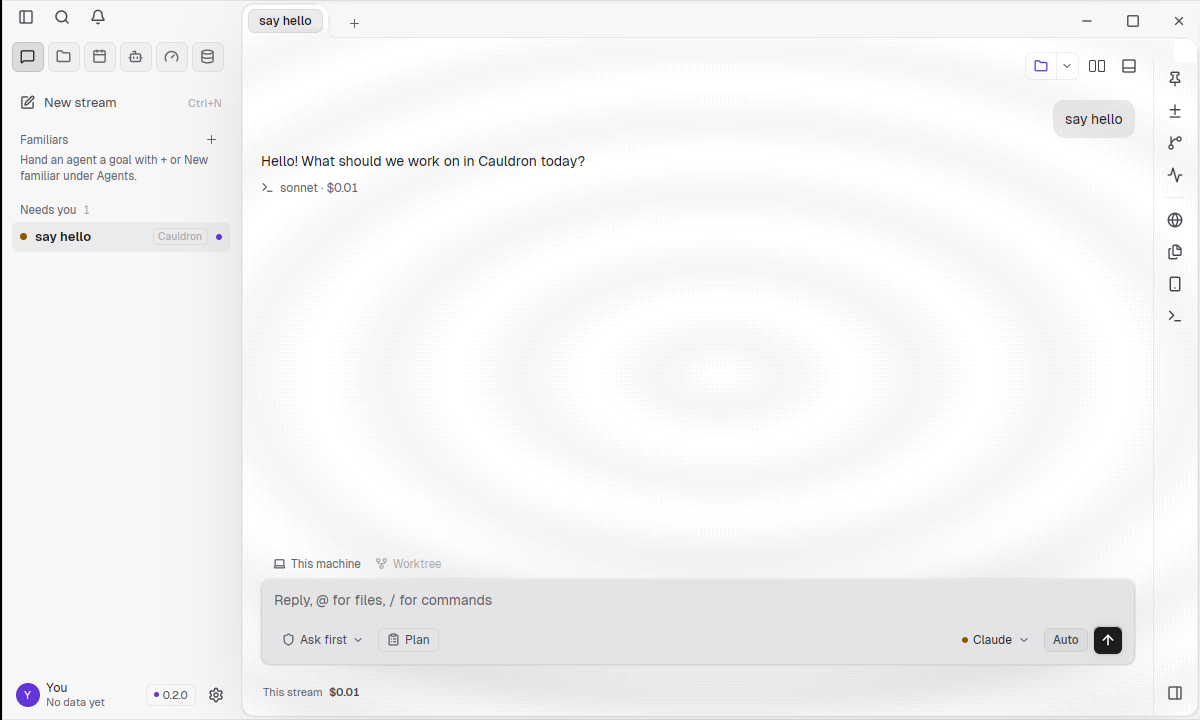 say hello
New stream
Ctrl+N
Familiars
Hand an agent a goal with + or New
familiar under Agents.
Needs you 1
say hello
Cauldron
say hello
Hello! What should we work on in Cauldron today?
sonnet · $0.01
This machine
Worktree
Reply, @ for files, / for commands
Ask first
Plan
Claude
Auto
This stream $0.01
Y
You
No data yet
0.2.0